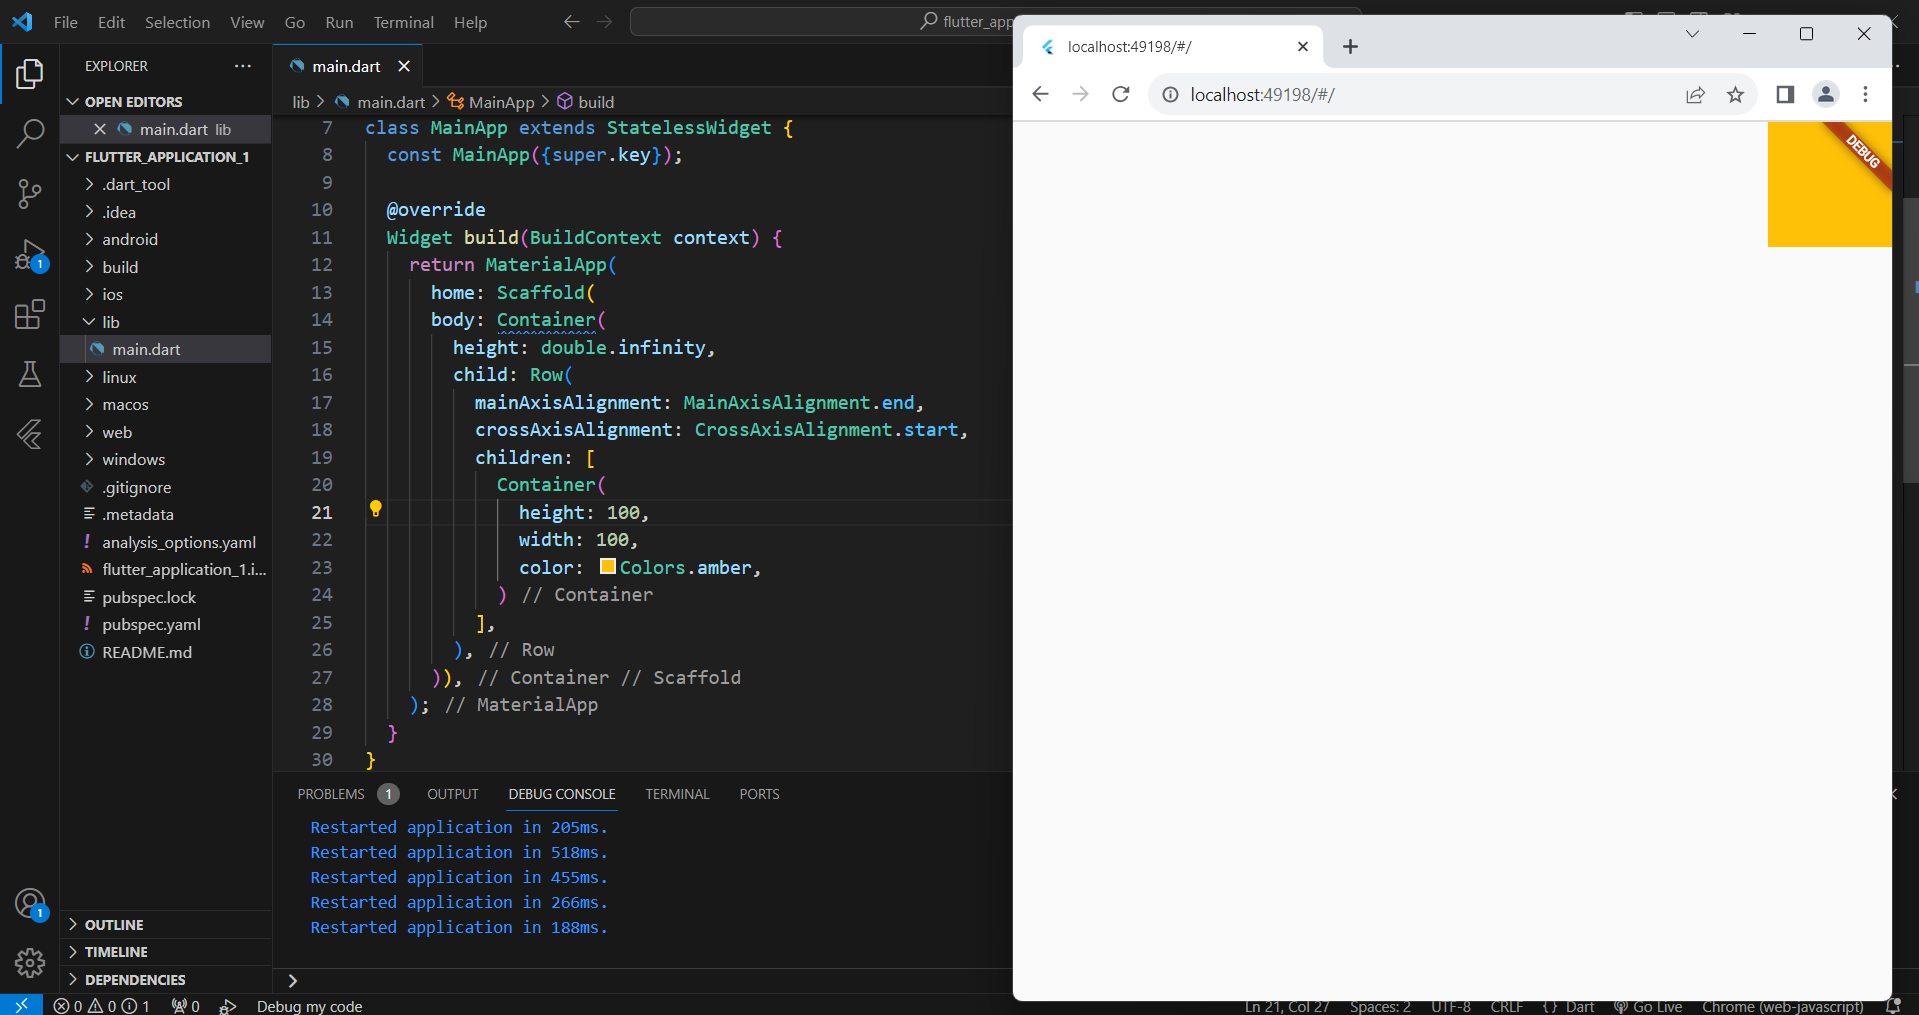 File Edit Selection View Go Run Terminal Help
flutter_app
EXPLORER
OPEN EDITORS
main.dart lib
FLUTTER_APPLICATION_1
.dart_tool
.idea
android
build
ios
lib
main.dart
linux
macos
web
windows
.gitignore
.metadata
analysis_options.yaml
flutter_application_1.i...
pubspec.lock
pubspec.yaml
README.md
OUTLINE
TIMELINE
DEPENDENCIES
1
1
main.dart
lib > main.dart > MainApp > build
7 class MainApp extends StatelessWidget {
8 const MainApp({super.key});
9
10 @override
11 Widget build(BuildContext context) {
12 return MaterialApp(
13 home: Scaffold(
14 body: Container(
15 height: double.infinity,
16 child: Row(
17 mainAxisAlignment: MainAxisAlignment.end,
18 crossAxisAlignment: CrossAxisAlignment.start,
19 children: [
20 Container(
21 height: 100,
22 width: 100,
23 color: Colors.amber,
24 ) // Container
25 ],
26 ), // Row
27 )), // Container // Scaffold
28 ); // MaterialApp
29 }
30 }
PROBLEMS 1 OUTPUT DEBUG CONSOLE TERMINAL PORTS
Restarted application in 205ms.
Restarted application in 518ms.
Restarted application in 455ms.
Restarted application in 266ms.
Restarted application in 188ms.
localhost:49198/#/
localhost:49198/#/
DEBUG
0 0 1 0 Debug my code Ln 21, Col 27 Spaces: 2 UTF-8 CRLF {} Dart Go Live Chrome (web-javascript)